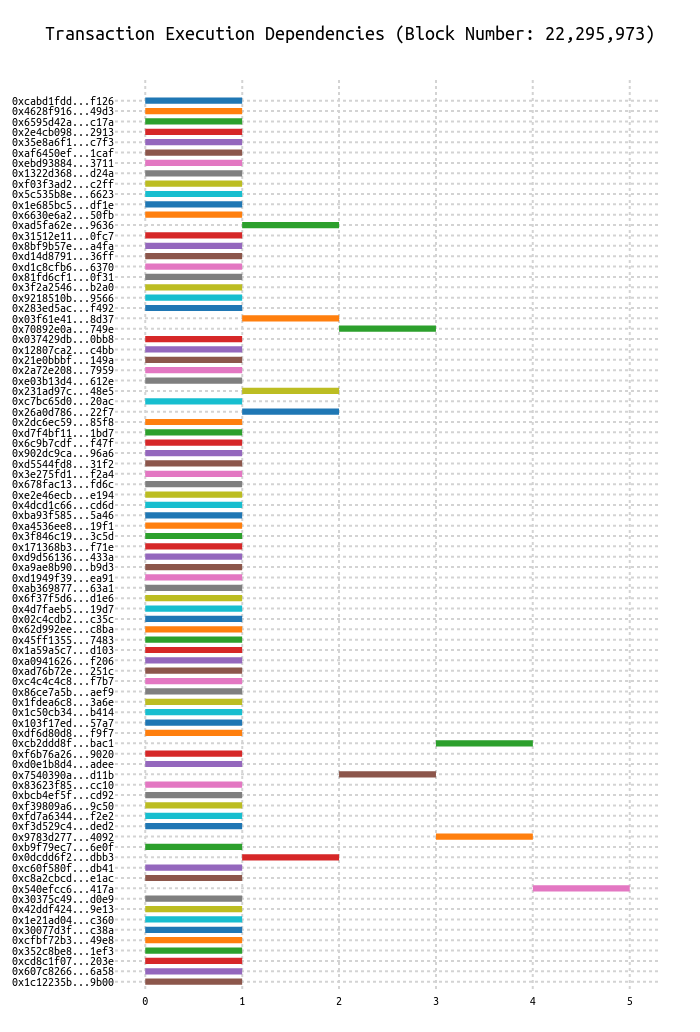 Transaction Execution Dependencies (Block Number: 22,295,973)
0xcabd1fdd...f126
0x4628f916...49d3
0x6595d42a...c17a
0x2e4cb098...2913
0x35e8a6f1...c7f3
0xaf6450ef...1caf
0xebd93884...3711
0x1322d368...d24a
0xf03f3ad2...c2ff
0x5c535b8e...6623
0x1e685bc5...df1e
0x6630e6a2...50fb
0xad5fa62e...9636
0x31512e11...0fc7
0x8bf9b57e...a4fa
0xd14d8791...36ff
0xd1c8cfb6...6370
0x81fd6cf1...0f31
0x3f2a2546...b2a0
0x9218510b...9566
0x283ed5ac...f492
0x03f61e41...8d37
0x70892e0a...749e
0x037429db...0bb8
0x12807ca2...c4bb
0x21e0bbbf...149a
0x2a72e208...7959
0xe03b13d4...612e
0x231ad97c...48e5
0xc7bc65d0...20ac
0x26a0d786...22f7
0x2dc6ec59...85f8
0xd7f4bf11...1bd7
0x6c9b7cdf...f47f
0x902dc9ca...96a6
0xd5544fd8...31f2
0x3e275fd1...f2a4
0x678fac13...fd6c
0xe2e46ecb...e194
0x4dcd1c66...cd6d
0xba93f585...5a46
0xa4536ee8...19f1
0x3f846c19...3c5d
0x171368b3...f71e
0xd9d56136...433a
0xa9ae8b90...b9d3
0xd1949f39...ea91
0xab369877...63a1
0x6f37f5d6...d1e6
0x4d7faeb5...19d7
0x02c4cdb2...c35c
0x62d992ee...c8ba
0x45ff1355...7483
0x1a59a5c7...d103
0xa0941626...f206
0xad76b72e...251c
0xc4c4c4c8...f7b7
0x86ce7a5b...aef9
0x1fdea6c8...3a6e
0x1c50cb34...b414
0x103f17ed...57a7
0xdf6d80d8...f9f7
0xcb2ddd8f...bac1
0xf6b76a26...9020
0xd0e1b8d4...adee
0x7540390a...d11b
0x83623f85...cc10
0xbcb4ef5f...cd92
0xf39809a6...9c50
0xfd7a6344...f2e2
0xf3d529c4...ded2
0x9783d277...4092
0xb9f79ec7...6e0f
0x0dcdd6f2...dbb3
0xc60f580f...db41
0xc8a2cbcd...e1ac
0x540efcc6...417a
0x30375c49...d0e9
0x42ddf424...9e13
0x1e21ad04...c360
0x30077d3f...c38a
0xcfbf72b3...49e8
0x352c8be8...1ef3
0xcd8c1f07...203e
0x607c8266...6a58
0x1c12235b...9b00
0 1 2 3 4 5